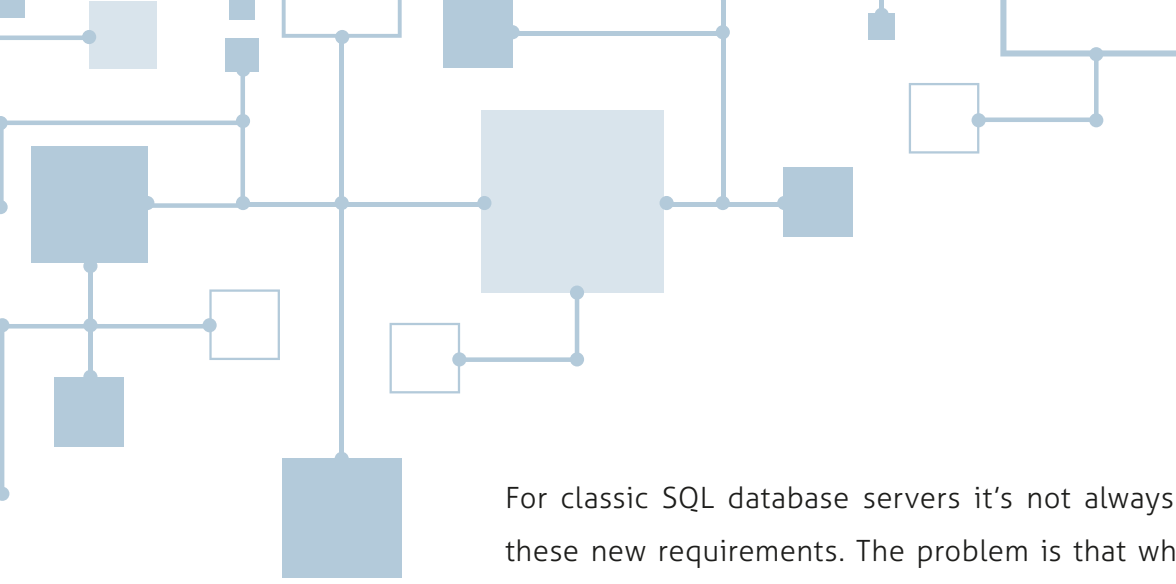 For classic SQL database servers it's not always
these new requirements. The problem is that wh